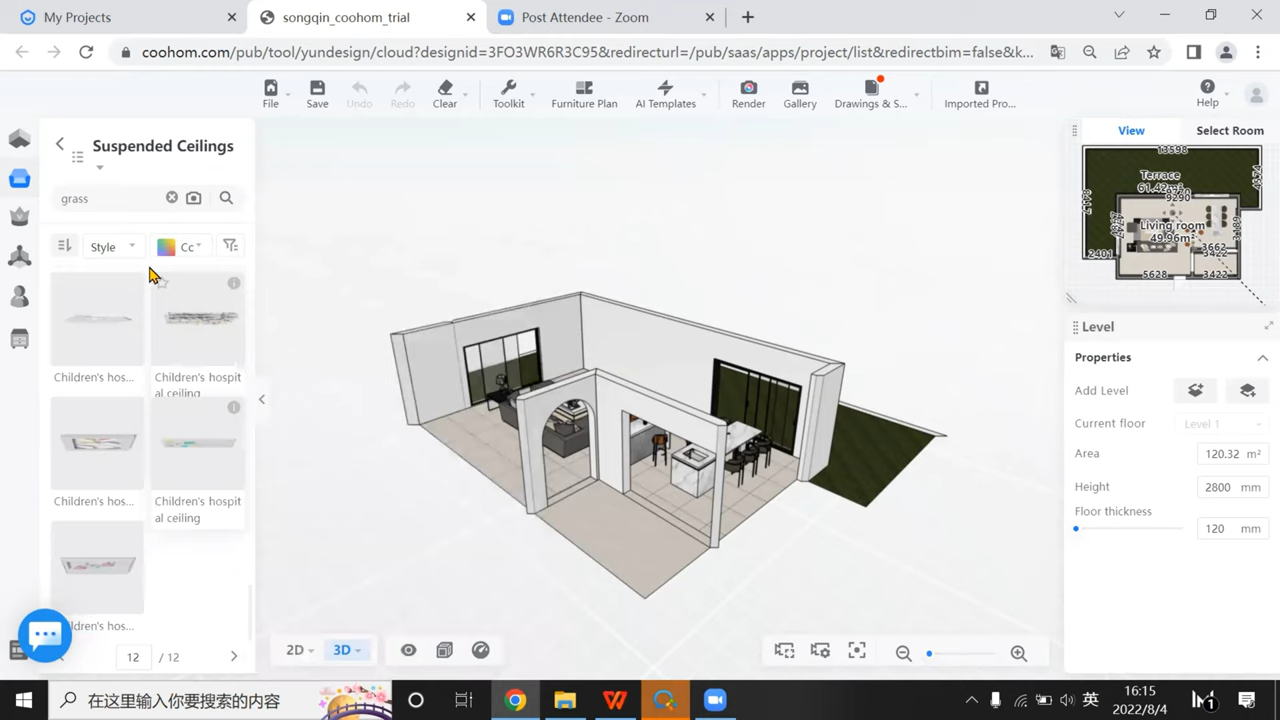 My Projects
songqin_coohom_trial
Post Attendee - Zoom
coohom.com/pub/tool/yundesign/cloud?designid=3FO3WR6R3C95&redirecturl=/pub/saas/apps/project/list&redirectbim=false&k...
File
Save
Undo
Redo
Clear
Toolkit
Furniture Plan
AI Templates
Render
Gallery
Drawings & S...
Imported Pro...
Help
Suspended Ceilings
grass
Style
Cc
Children's hos...
Children's hospit
al ceiling
Children's hos...
Children's hospit
al ceiling
Children's hos...
12 / 12
2D
3D
View
Select Room
13598
Terrace
61.42m²
9290
4574
4178
Living room
49.96m²
3662
3422
2401
5628
3422
Level
Properties
Add Level
Current floor
Level 1
Area
120.32 m²
Height
2800 mm
Floor thickness
120 mm
在这里输入你要搜索的内容
英
16:15
2022/8/4
1